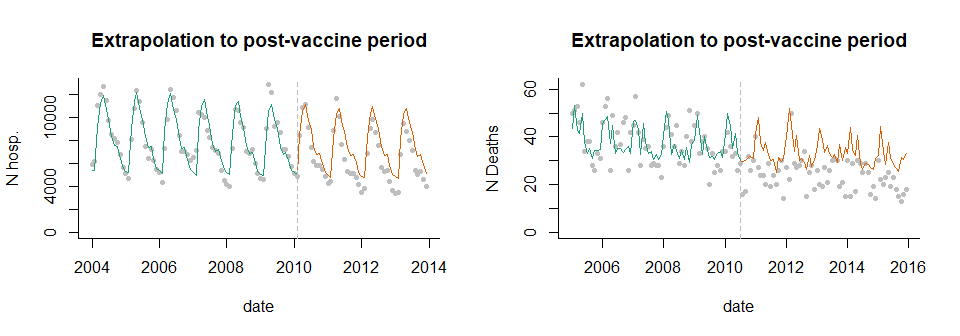 Extrapolation to post-vaccine period
N hosp.
10000
4000
0
2004 2006 2008 2010 2012 2014
date
Extrapolation to post-vaccine period
N Deaths
60
40
20
0
2006 2008 2010 2012 2014 2016
date